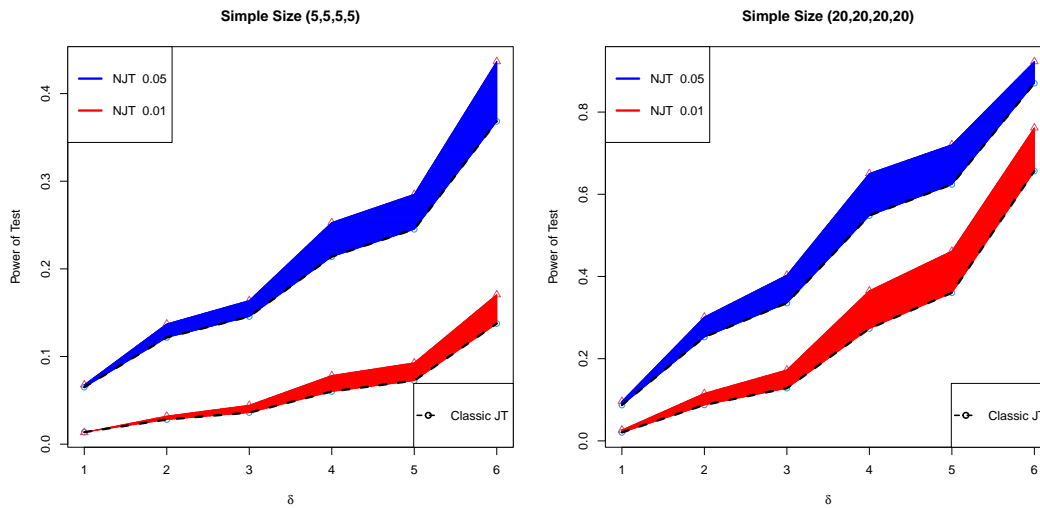 Simple Size (5,5,5,5)
NJT 0.05
NJT 0.01
Classic JT
Power of Test
0.0
0.1
0.2
0.3
0.4
1 2 3 4 5 6
δ
Simple Size (20,20,20,20)
NJT 0.05
NJT 0.01
Classic JT
Power of Test
0.0
0.2
0.4
0.6
0.8
1 2 3 4 5 6
δ